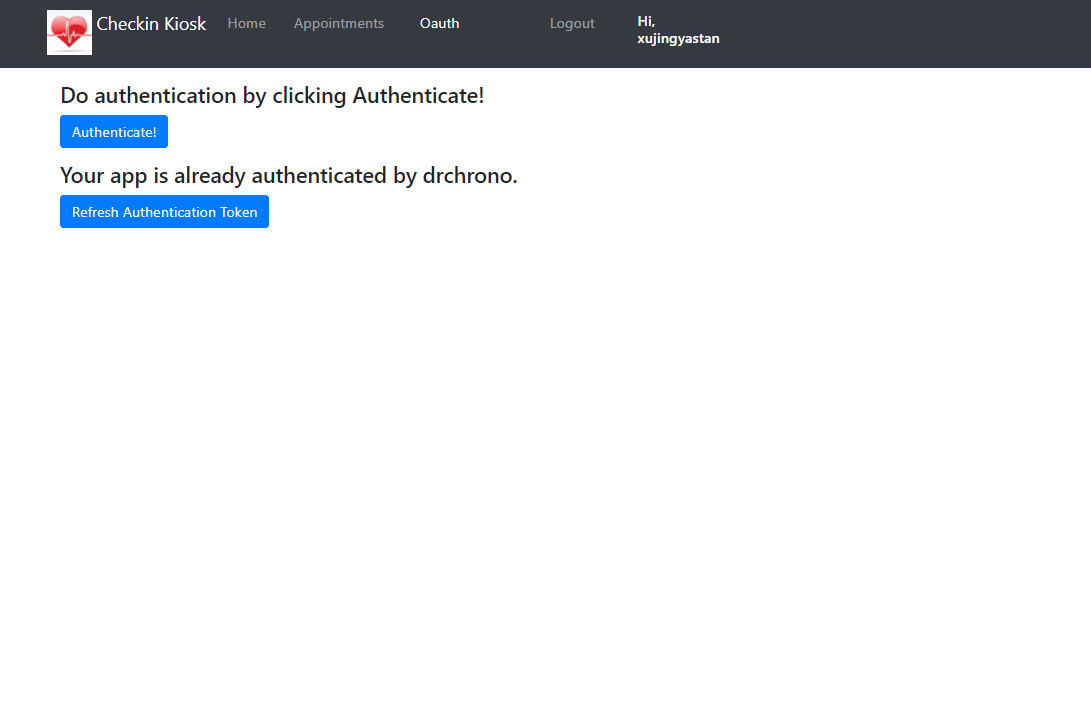 Checkin Kiosk Home Appointments Oauth Logout Hi,
xujingyastan
Do authentication by clicking Authenticate!
Authenticate!
Your app is already authenticated by drchrono.
Refresh Authentication Token